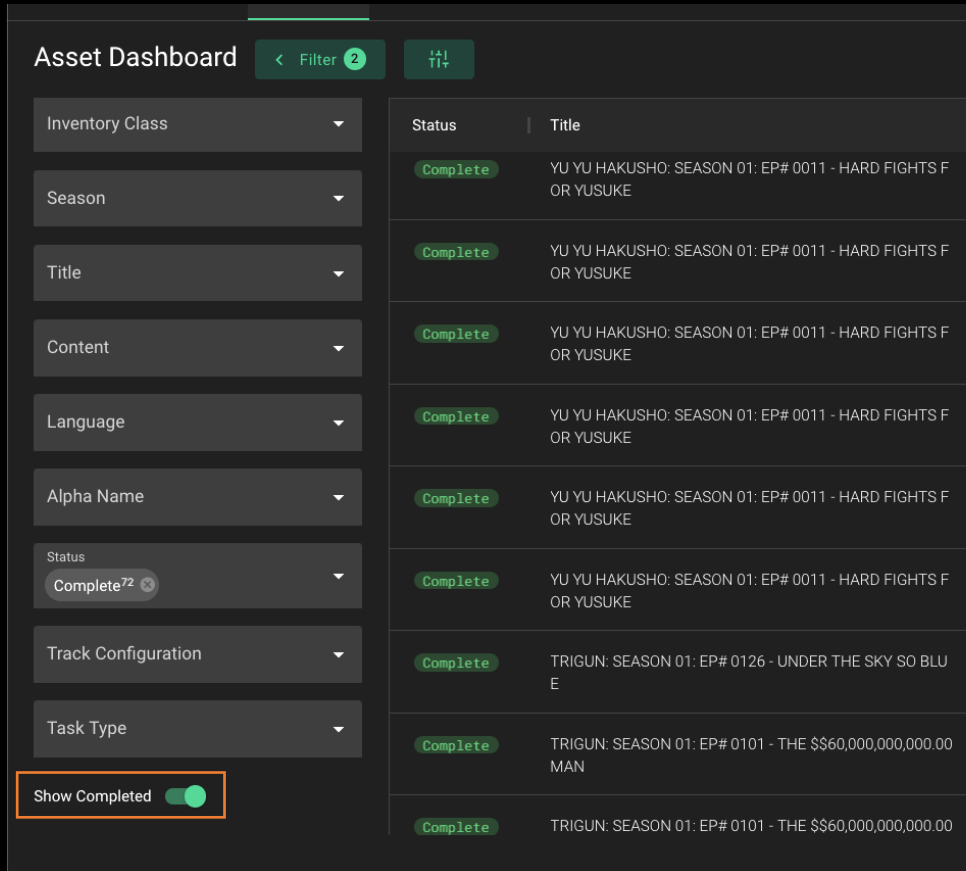 Asset Dashboard
Filter 2
Inventory Class
Season
Title
Content
Language
Alpha Name
Status
Complete72
Track Configuration
Task Type
Show Completed
Status Title
Complete YU YU HAKUSHO: SEASON 01: EP# 0011 - HARD FIGHTS F
OR YUSUKE
Complete YU YU HAKUSHO: SEASON 01: EP# 0011 - HARD FIGHTS F
OR YUSUKE
Complete YU YU HAKUSHO: SEASON 01: EP# 0011 - HARD FIGHTS F
OR YUSUKE
Complete YU YU HAKUSHO: SEASON 01: EP# 0011 - HARD FIGHTS F
OR YUSUKE
Complete YU YU HAKUSHO: SEASON 01: EP# 0011 - HARD FIGHTS F
OR YUSUKE
Complete YU YU HAKUSHO: SEASON 01: EP# 0011 - HARD FIGHTS F
OR YUSUKE
Complete TRIGUN: SEASON 01: EP# 0126 - UNDER THE SKY SO BLU
E
Complete TRIGUN: SEASON 01: EP# 0101 - THE $$60,000,000,000.00
MAN
Complete TRIGUN: SEASON 01: EP# 0101 - THE $$60,000,000,000.00